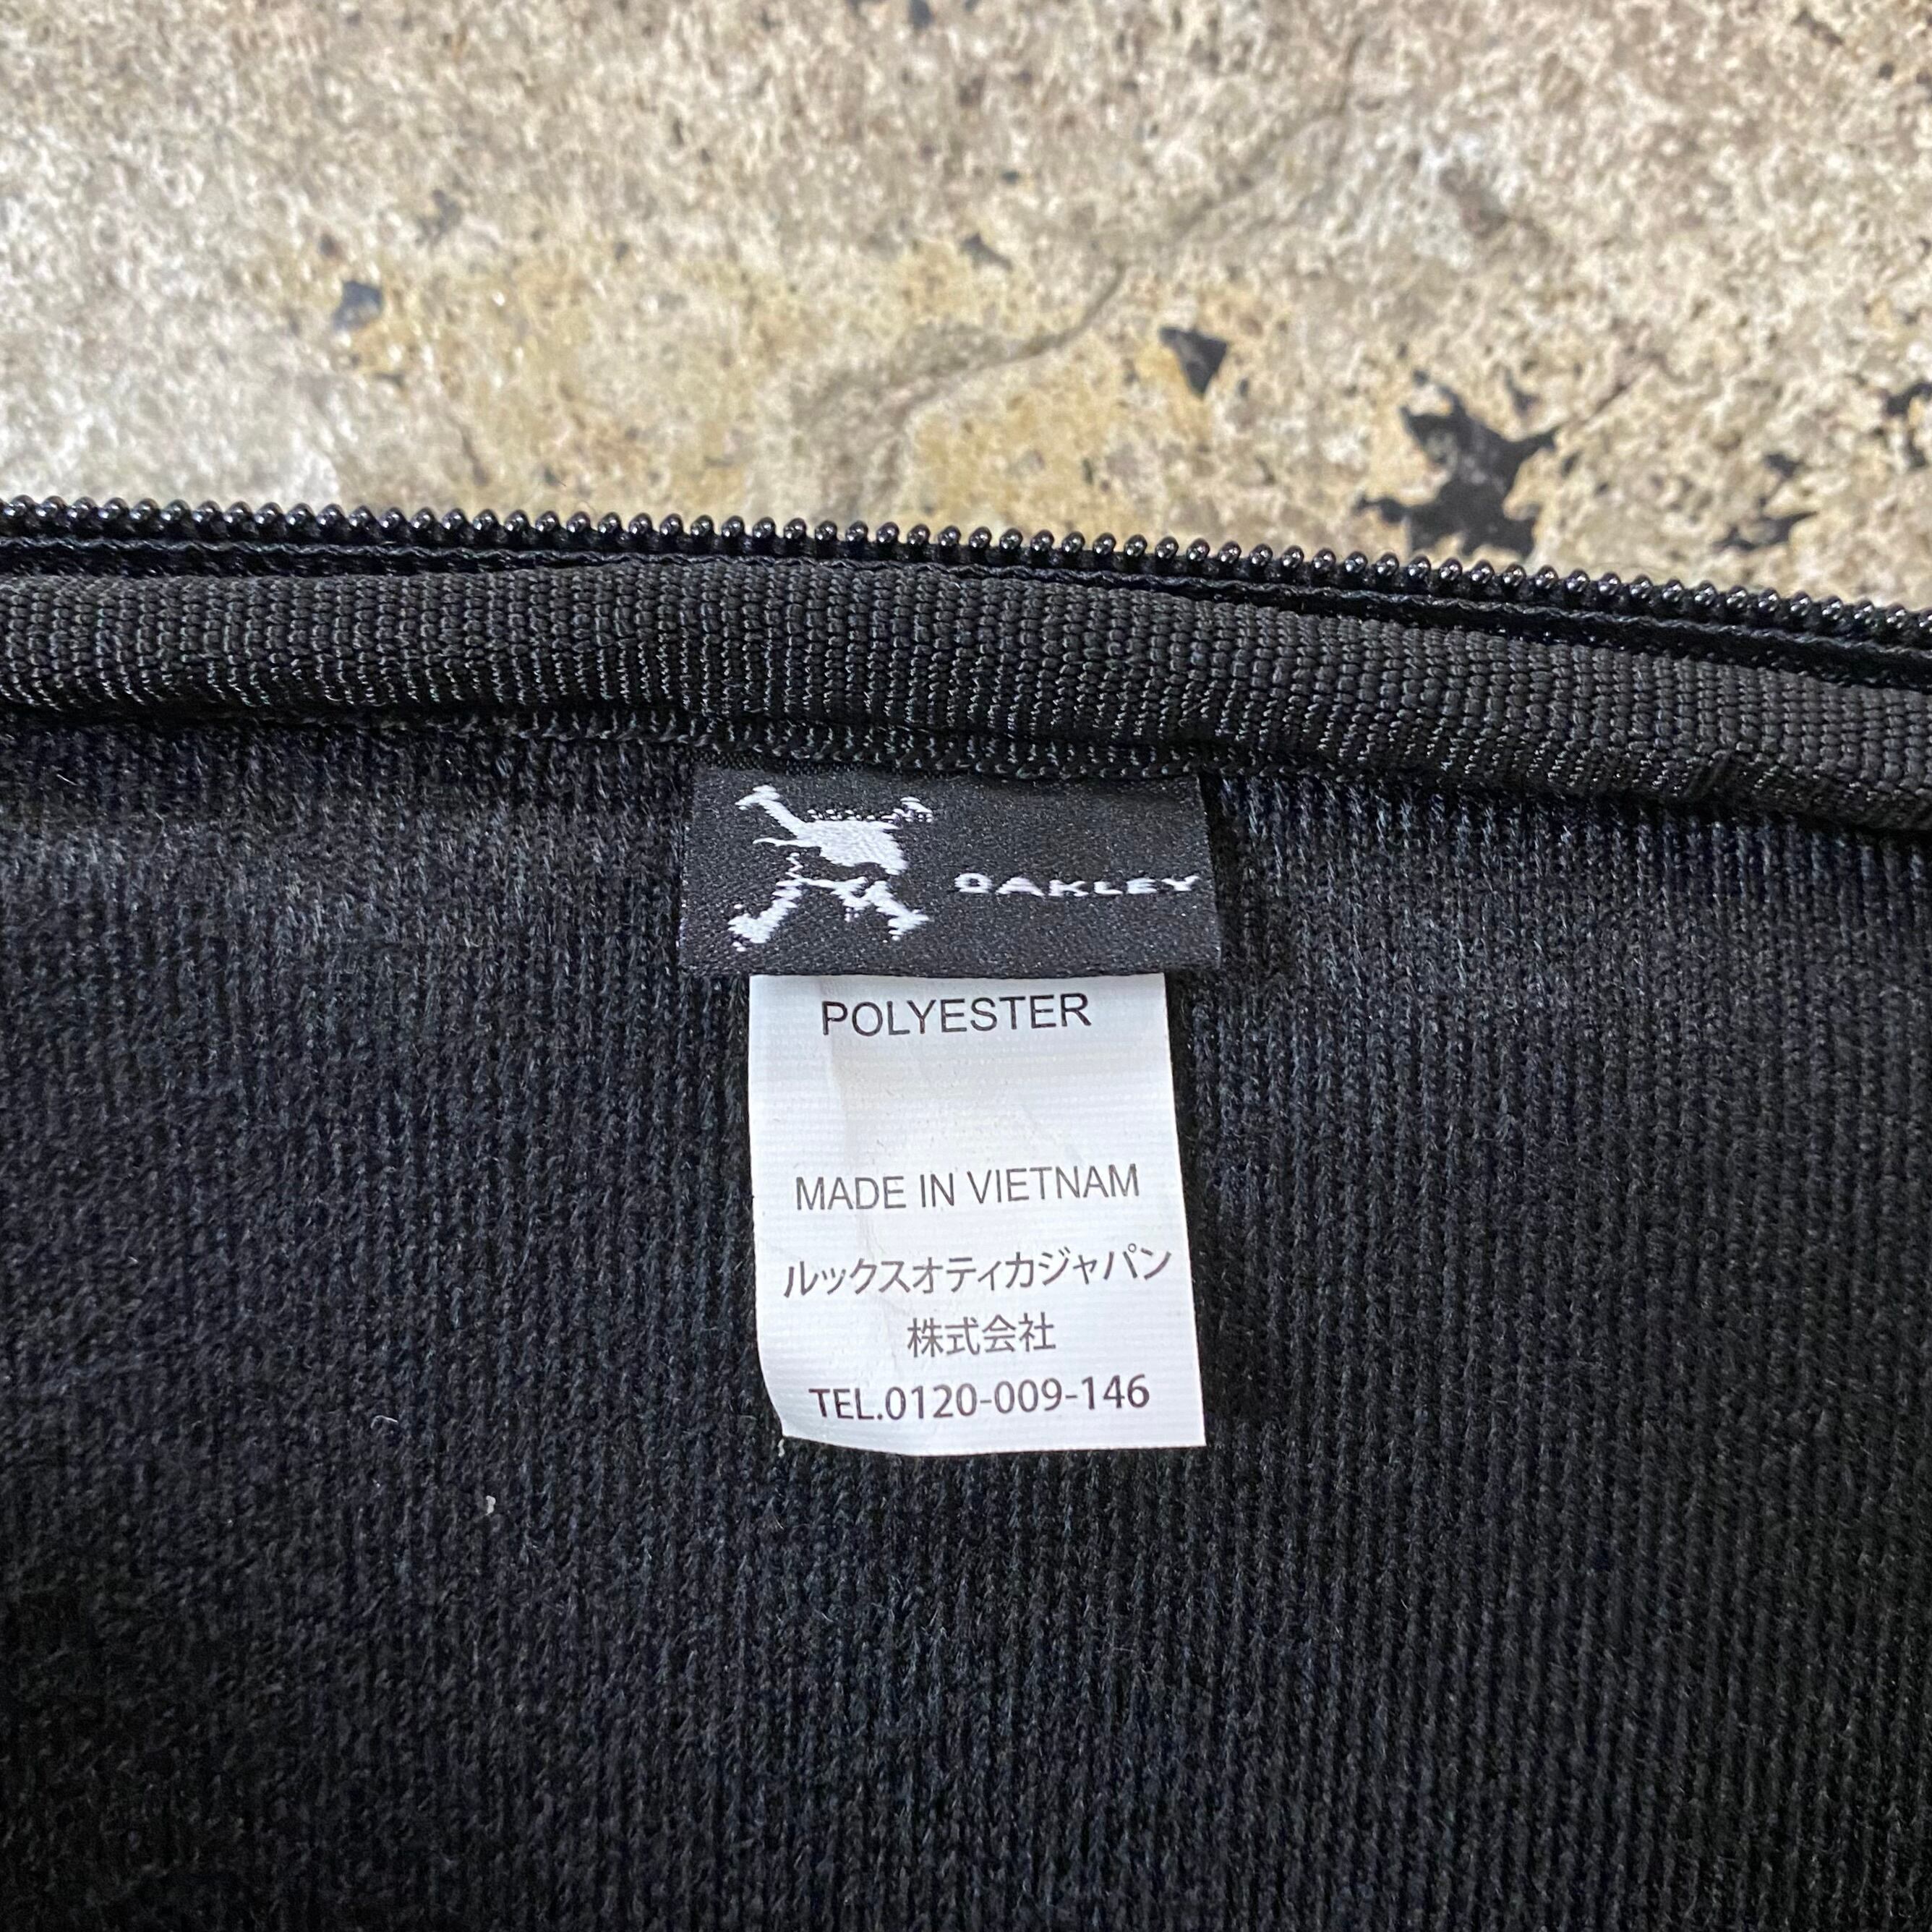 OAKLEY
POLYESTER
MADE IN VIETNAM
ルックスオティカジャパン
株式会社
TEL.0120-009-146